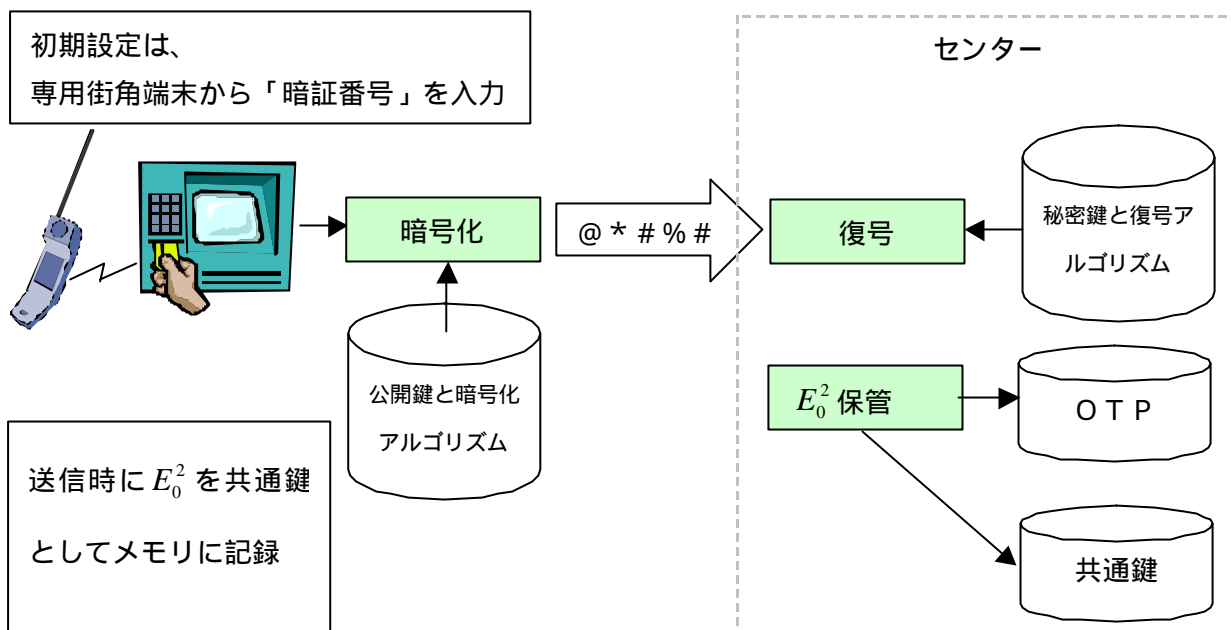 初期設定は、
専用街角端末から「暗証番号」を入力
センター
暗号化
@*#%#
復号
秘密鍵と復号ア
ルゴリズム
公開鍵と暗号化
アルゴリズム
E_0^2 保管
OTP
共通鍵
送信時に E_0^2 を共通鍵
としてメモリに記録